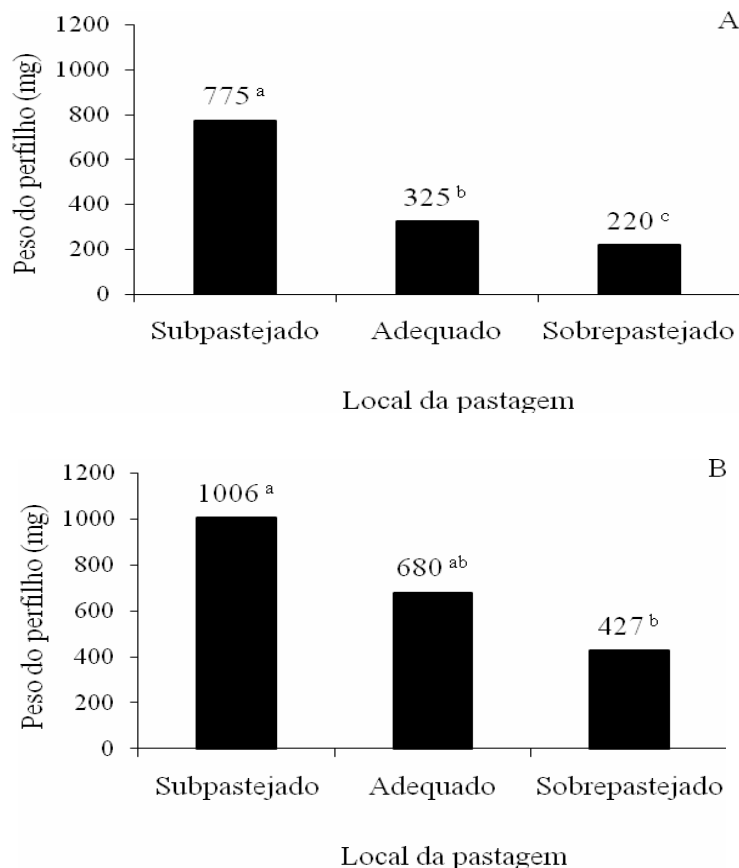 A
Peso do perfilho (mg)
1200
1000
800
600
400
200
0
775 a
325 b
220 c
Subpastejado Adequado Sobrepastejado
Local da pastagem
B
Peso do perfilho (mg)
1200
1000
800
600
400
200
0
1006 a
680 ab
427 b
Subpastejado Adequado Sobrepastejado
Local da pastagem